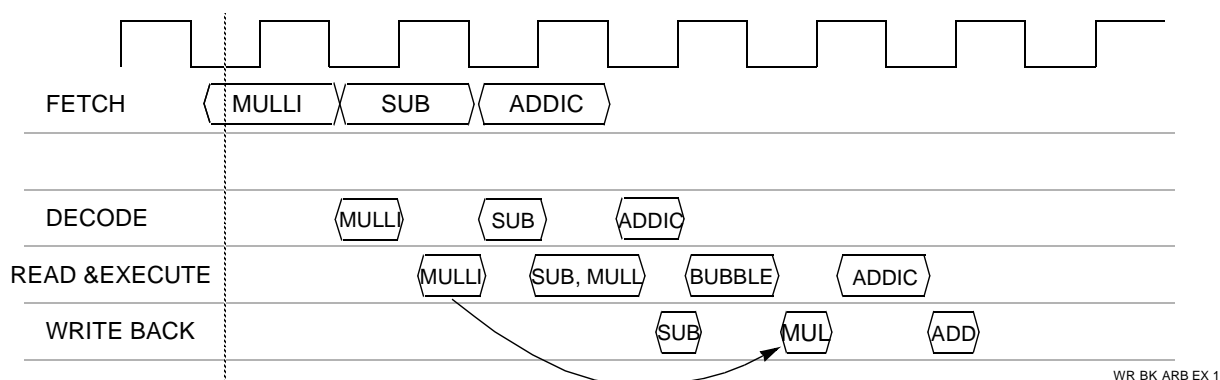 FETCH MULLI SUB ADDIC
DECODE MULLI SUB ADDIC
READ &EXECUTE MULLI SUB, MULL BUBBLE ADDIC
WRITE BACK SUB MUL ADD
WR BK ARB EX 1